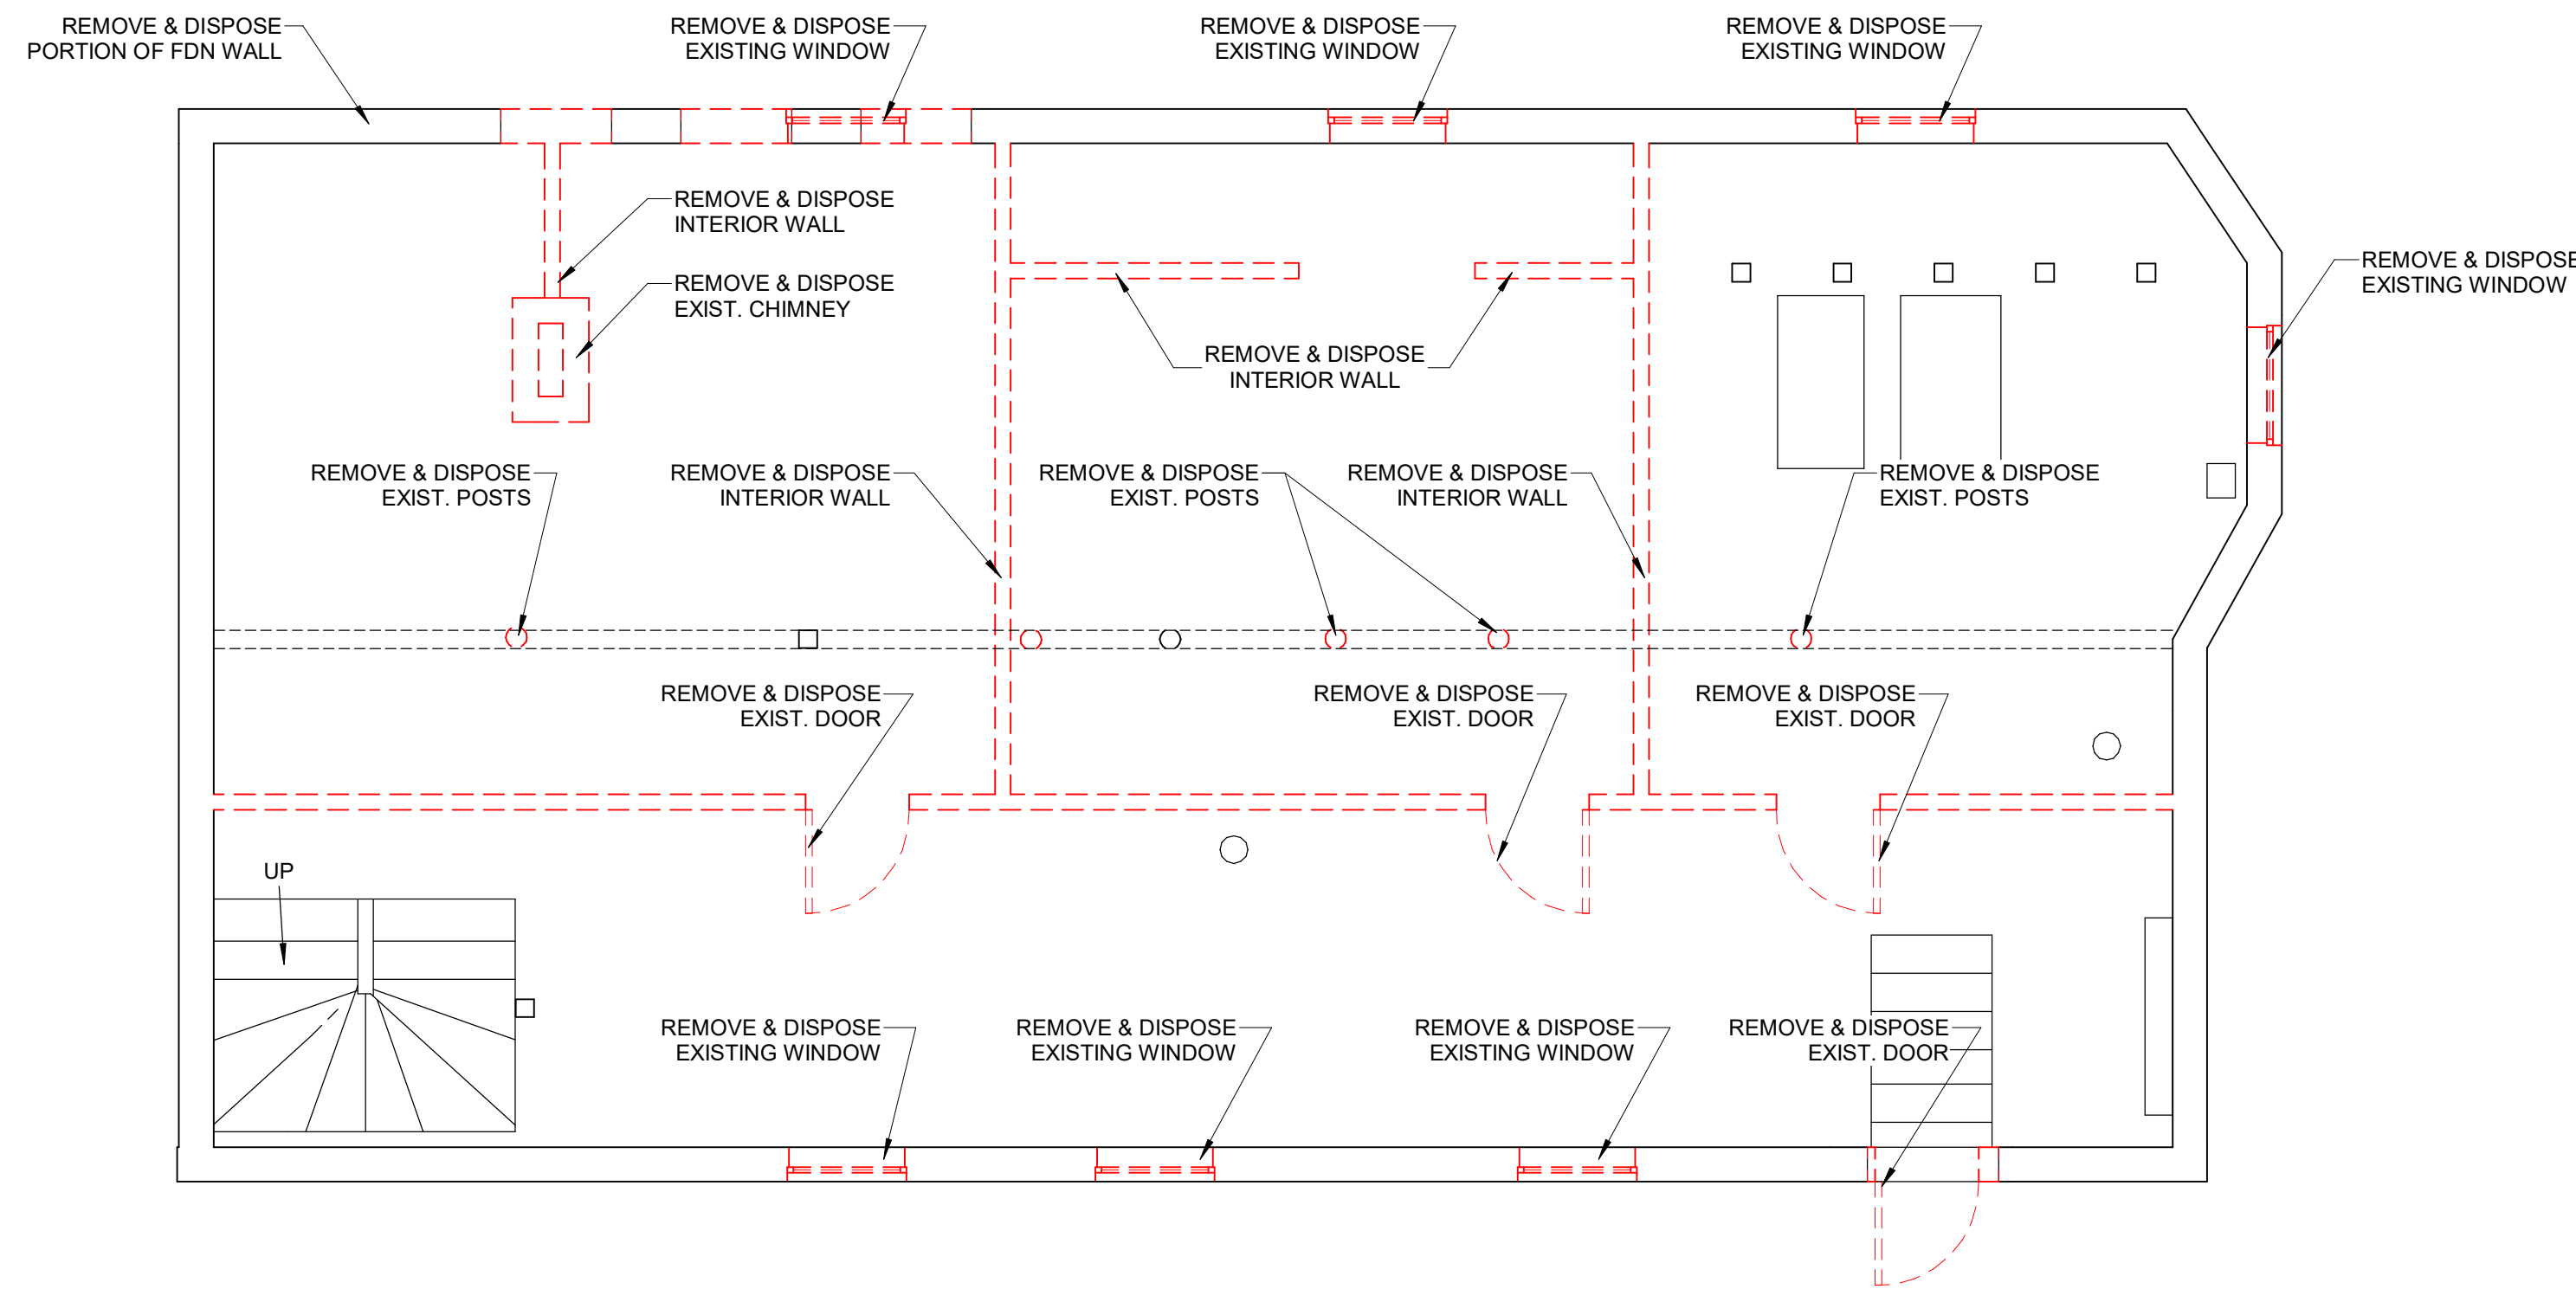 REMOVE & DISPOSE
PORTION OF FDN WALL
REMOVE & DISPOSE
EXISTING WINDOW
REMOVE & DISPOSE
EXISTING WINDOW
REMOVE & DISPOSE
EXISTING WINDOW
REMOVE & DISPOSE
INTERIOR WALL
REMOVE & DISPOSE
EXIST. CHIMNEY
REMOVE & DISPOSE
EXISTING WINDOW
REMOVE & DISPOSE
INTERIOR WALL
REMOVE & DISPOSE
EXIST. POSTS
REMOVE & DISPOSE
INTERIOR WALL
REMOVE & DISPOSE
EXIST. POSTS
REMOVE & DISPOSE
INTERIOR WALL
REMOVE & DISPOSE
EXIST. POSTS
REMOVE & DISPOSE
EXIST. DOOR
REMOVE & DISPOSE
EXIST. DOOR
REMOVE & DISPOSE
EXIST. DOOR
UP
REMOVE & DISPOSE
EXISTING WINDOW
REMOVE & DISPOSE
EXISTING WINDOW
REMOVE & DISPOSE
EXISTING WINDOW
REMOVE & DISPOSE
EXIST. DOOR